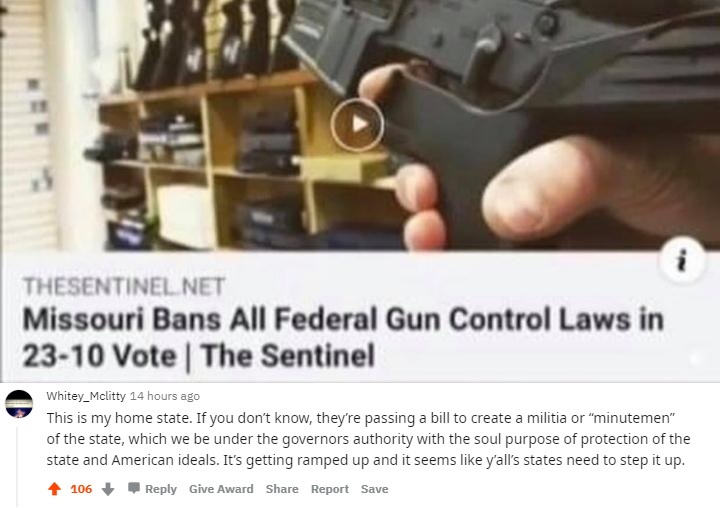 THESENTINEL.NET
Missouri Bans All Federal Gun Control Laws in
23-10 Vote | The Sentinel
Whitey_Mclitty 14 hours ago
This is my home state. If you don’t know, they’re passing a bill to create a militia or “minutemen”
of the state, which we be under the governors authority with the soul purpose of protection of the
state and American ideals. It’s getting ramped up and it seems like y’all’s states need to step it up.
106 Reply Give Award Share Report Save